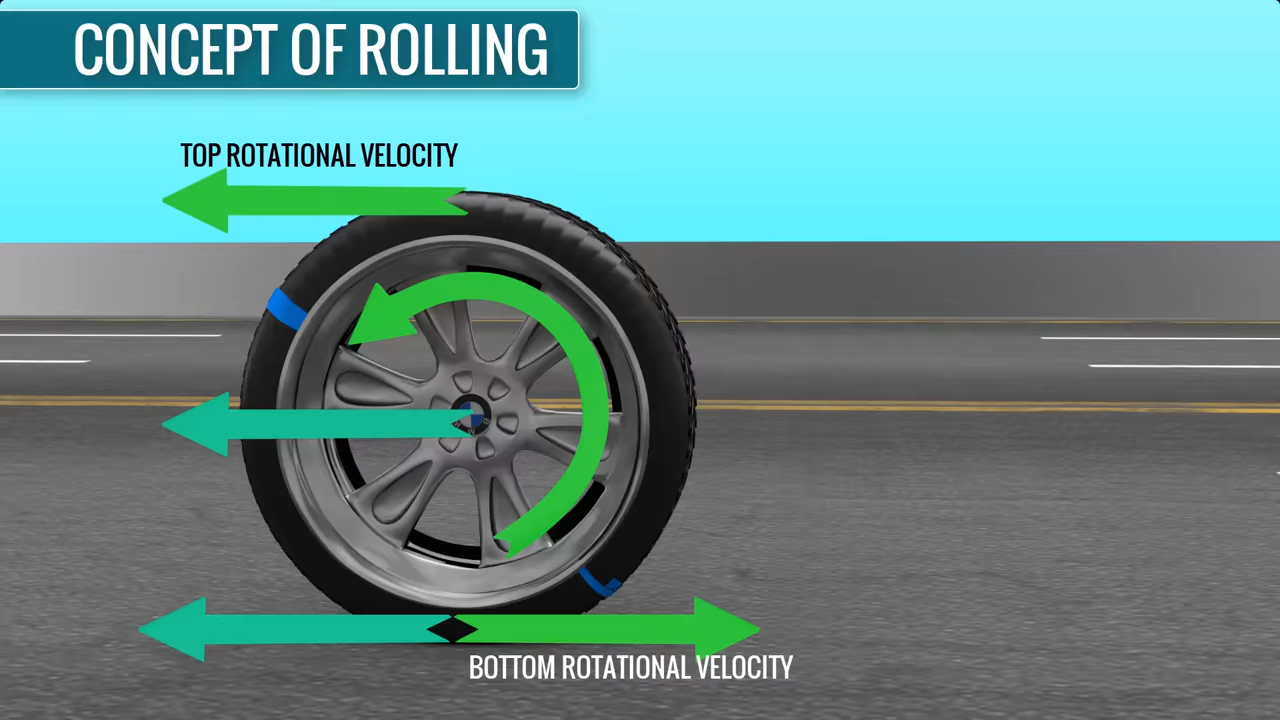 CONCEPT OF ROLLING
TOP ROTATIONAL VELOCITY
BOTTOM ROTATIONAL VELOCITY